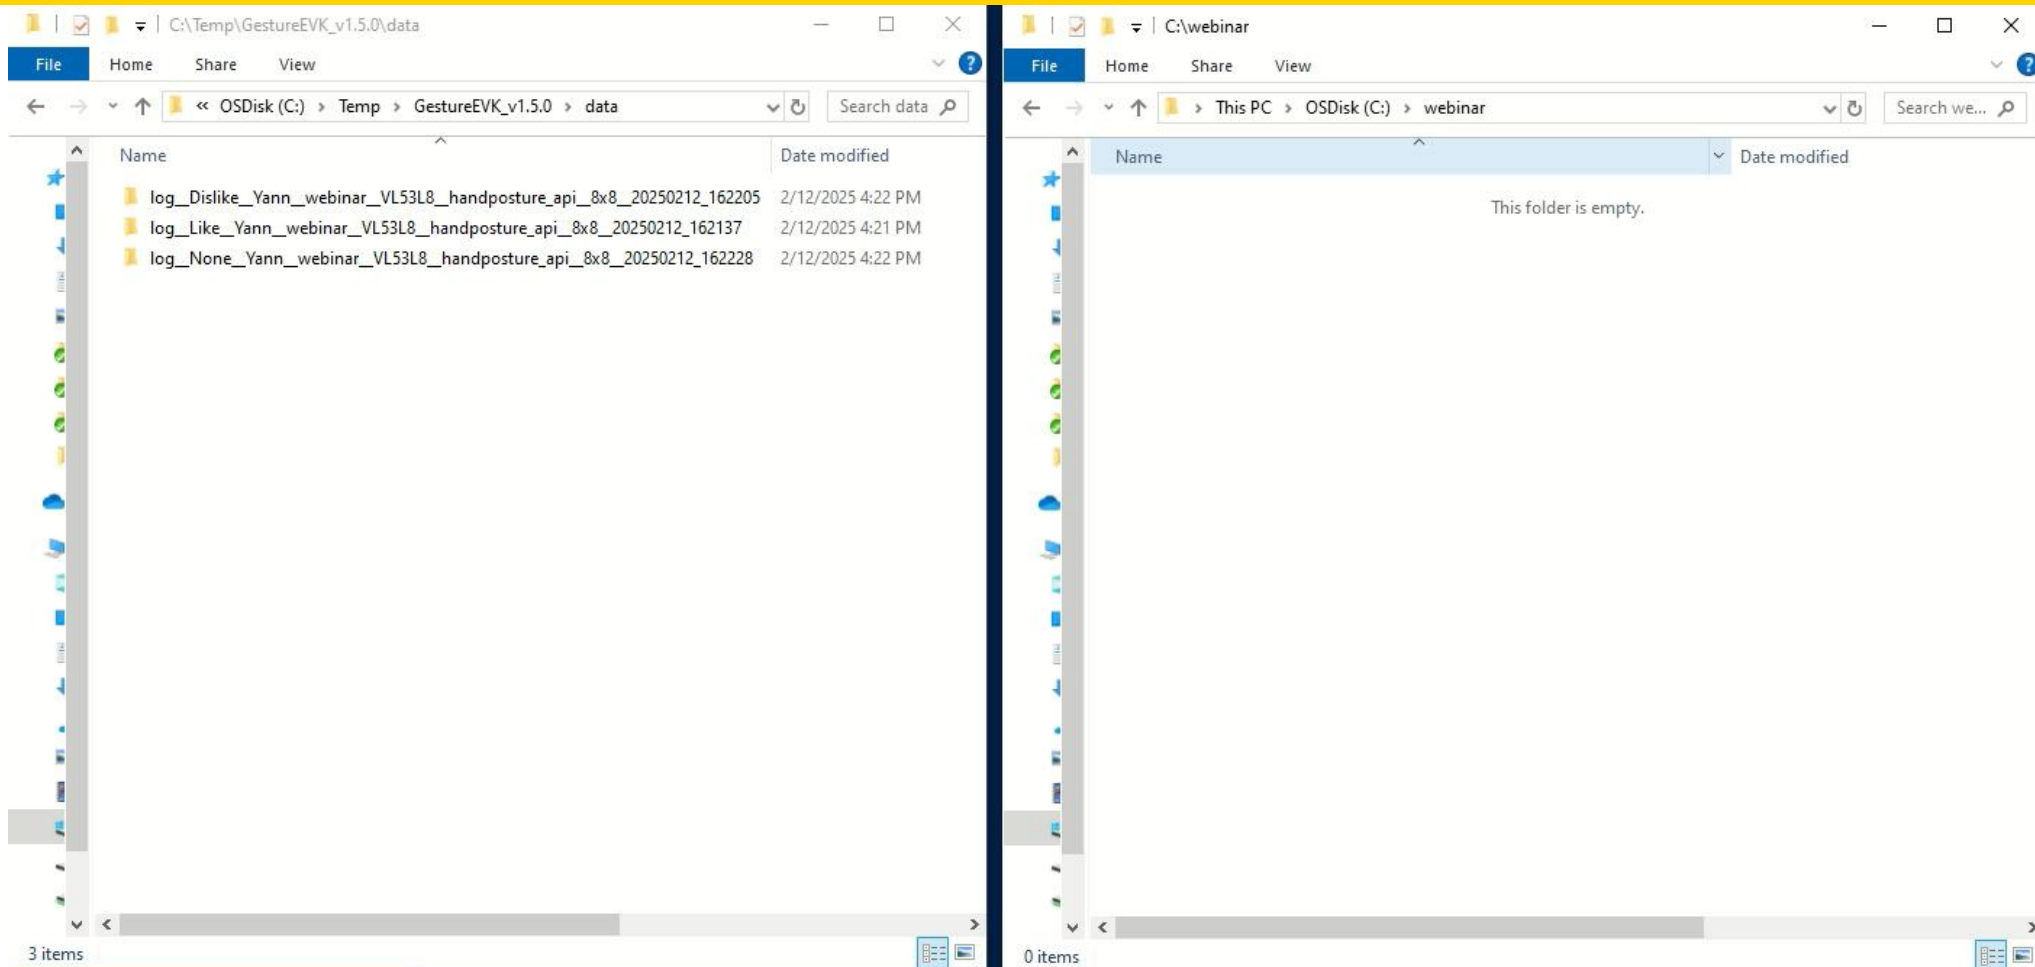 C:\Temp\GestureEVK_v1.5.0\data
File Home Share View
« OSDisk (C:) > Temp > GestureEVK_v1.5.0 > data
Search data
Name Date modified
log__Dislike__Yann__webinar__VL53L8__handposture_api__8x8__20250212_162205 2/12/2025 4:22 PM
log__Like__Yann__webinar__VL53L8__handposture_api__8x8__20250212_162137 2/12/2025 4:21 PM
log__None__Yann__webinar__VL53L8__handposture_api__8x8__20250212_162228 2/12/2025 4:22 PM
3 items
C:\webinar
File Home Share View
> This PC > OSDisk (C:) > webinar
Search we...
Name Date modified
This folder is empty.
0 items